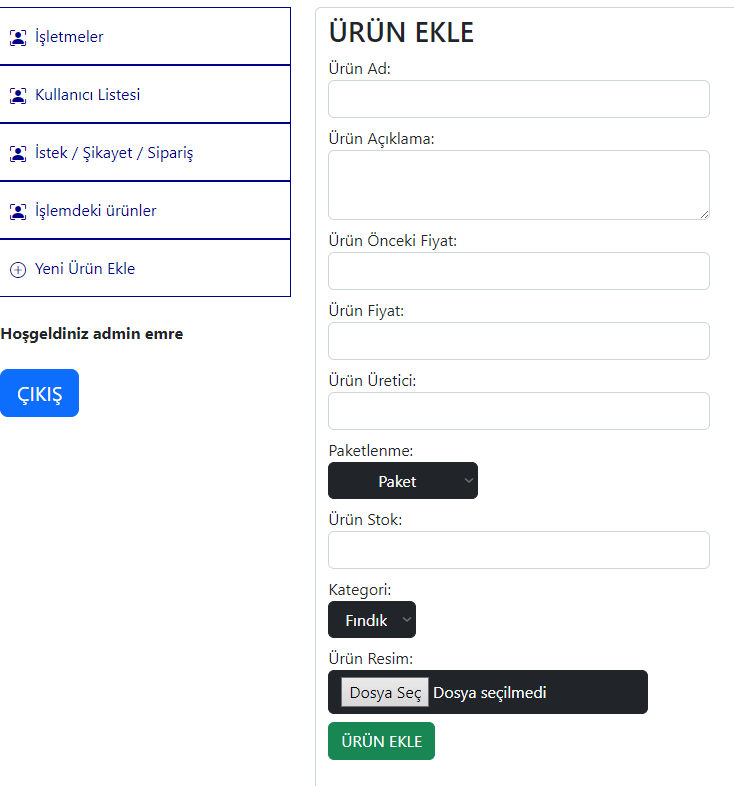 İşletmeler
Kullanıcı Listesi
İstek / Şikayet / Sipariş
İşlemdeki ürünler
Yeni Ürün Ekle
Hoşgeldiniz admin emre
ÇIKIŞ
ÜRÜN EKLE
Ürün Ad:
Ürün Açıklama:
Ürün Önceki Fiyat:
Ürün Fiyat:
Ürün Üretici:
Paketlenme:
Paket
Ürün Stok:
Kategori:
Fındık
Ürün Resim:
Dosya Seç Dosya seçilmedi
ÜRÜN EKLE